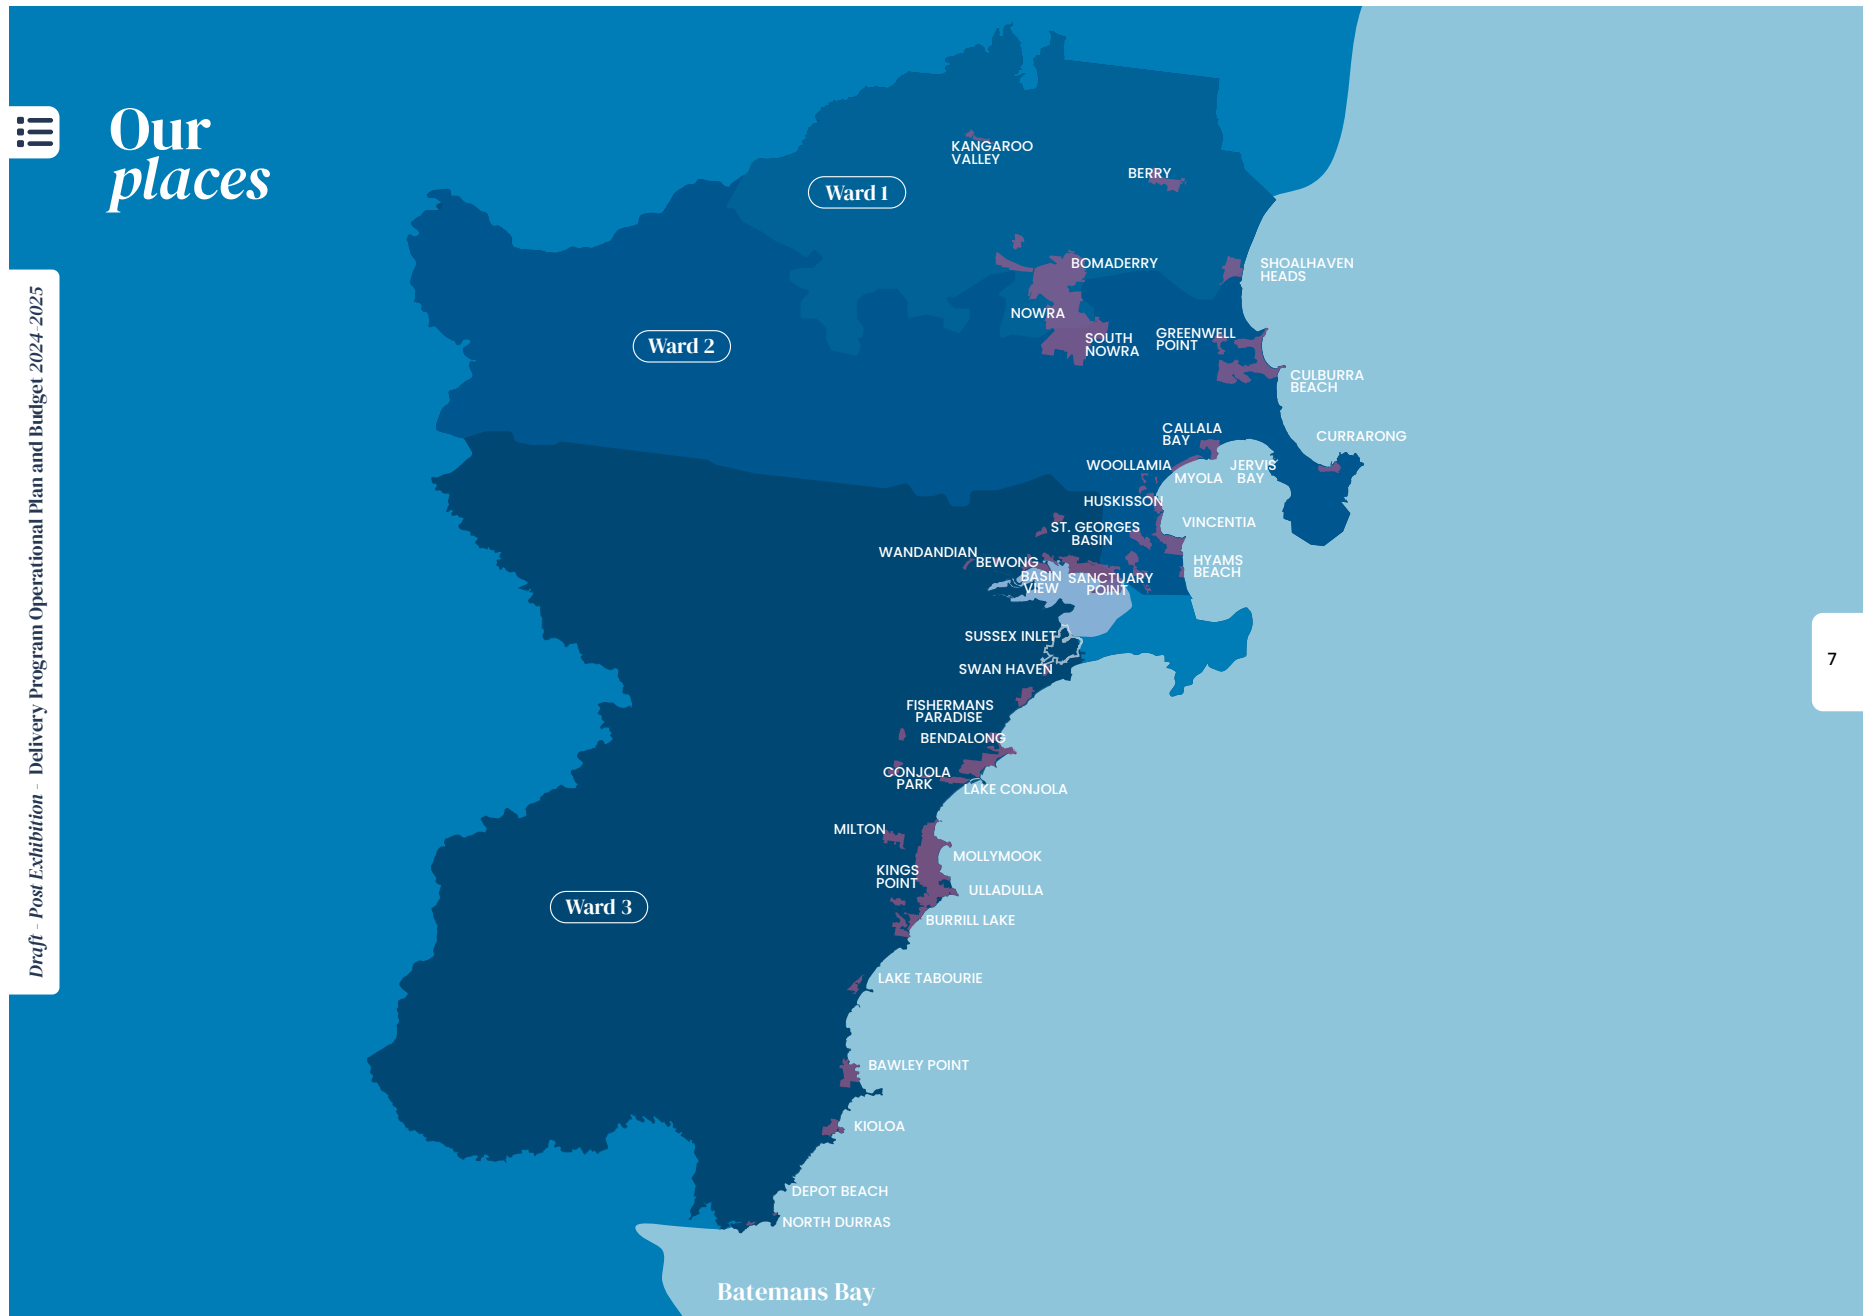 Our
places
Draft - Post Exhibition - Delivery Program Operational Plan and Budget 2024-2025
KANGAROO
VALLEY
BERRY
Ward 1
BOMADERRY
SHOALHAVEN
HEADS
NOWRA
SOUTH
NOWRA
GREENWELL
POINT
Ward 2
CULBURRA
BEACH
CALLALA
BAY
CURRARONG
WOOLLAMIA
JERVIS
BAY
MYOLA
HUSKISSON
VINCENTIA
ST. GEORGES
BASIN
WANDANDIAN
BEWONG
HYAMS
BEACH
BASIN
VIEW
SANCTUARY
POINT
SUSSEX INLET
SWAN HAVEN
7
FISHERMANS
PARADISE
BENDALONG
CONJOLA
PARK
LAKE CONJOLA
MILTON
MOLLYMOOK
KINGS
POINT
ULLADULLA
Ward 3
BURRILL LAKE
LAKE TABOURIE
BAWLEY POINT
KIOLOA
DEPOT BEACH
NORTH DURRAS
Batemans Bay